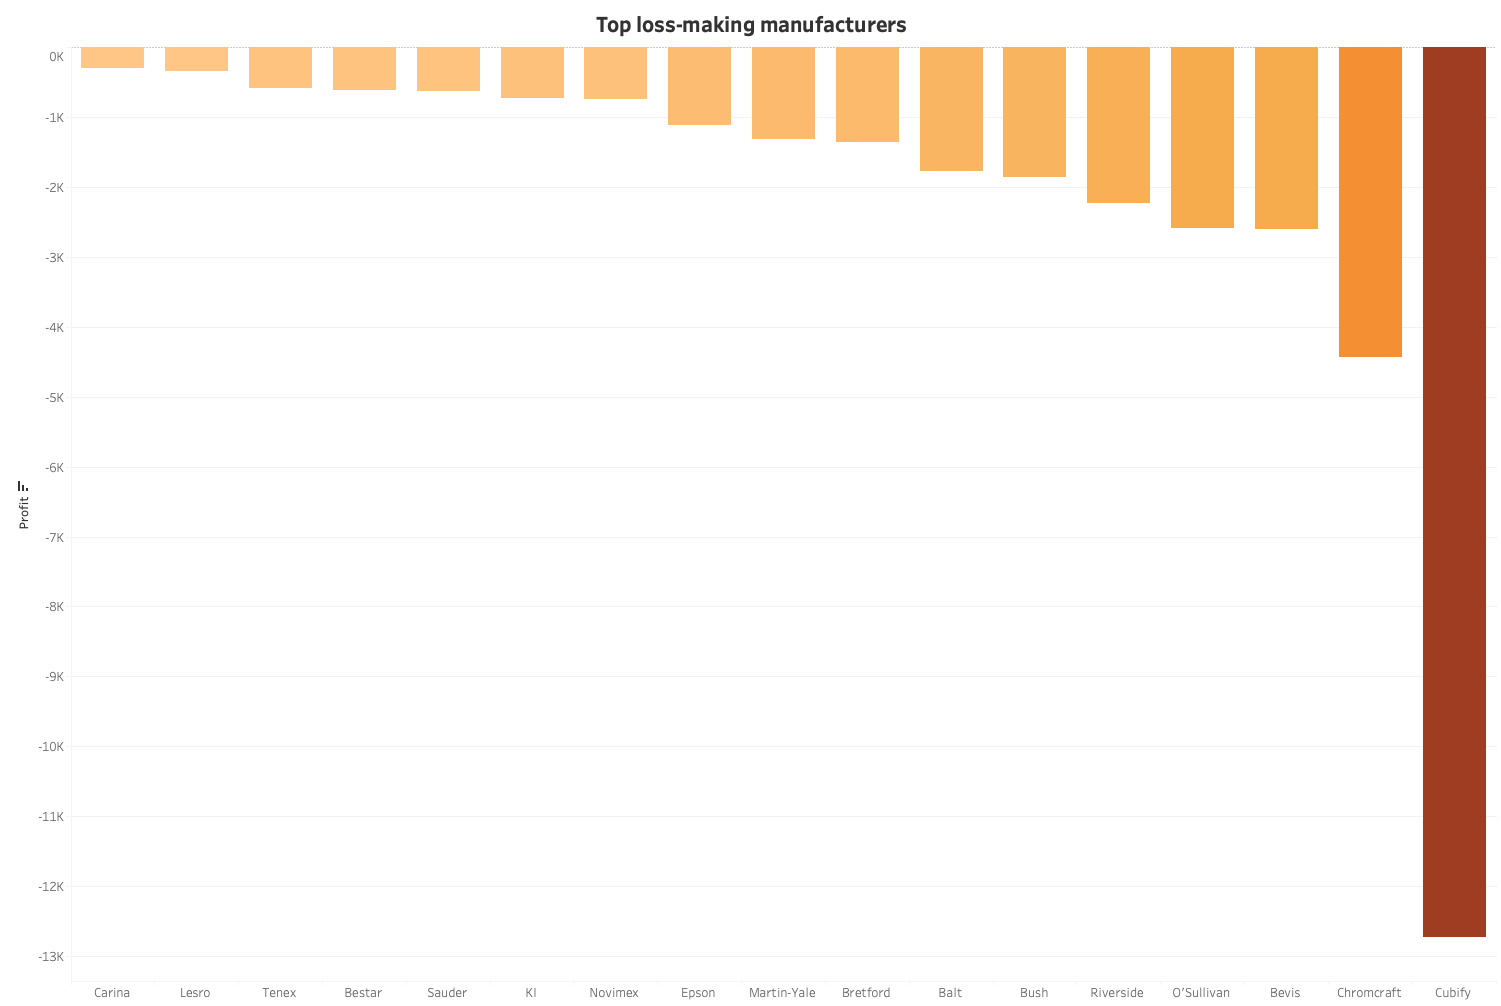 Top loss-making manufacturers
0K
-1K
-2K
-3K
-4K
-5K
-6K
-7K
-8K
-9K
-10K
-11K
-12K
-13K
Profit
Carina Lesro Tenex Bestar Sauder KI Novimex Epson Martin-Yale Bretford Balt Bush Riverside O'Sullivan Bevis Chromcraft Cubify